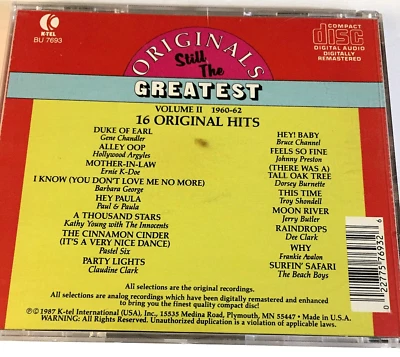 K-TEL
BU 7693
ORIGINALS
Still The
GREATEST
COMPACT
disc
DIGITAL AUDIO
DIGITALLY
REMASTERED
VOLUME II 1960-62
16 ORIGINAL HITS
DUKE OF EARL
Gene Chandler
ALLEY OOP
Hollywood Argyles
MOTHER-IN-LAW
Ernie K-Doe
I KNOW (YOU DON'T LOVE ME NO MORE)
Barbara George
HEY PAULA
Paul & Paula
A THOUSAND STARS
Kathy Young with The Innocents
THE CINNAMON CINDER
(IT'S A VERY NICE DANCE)
Pastel Six
PARTY LIGHTS
Claudine Clark
HEY! BABY
Bruce Channel
FEELS SO FINE
Johnny Preston
(THERE WAS A)
TALL OAK TREE
Dorsey Burnette
THIS TIME
Troy Shondell
MOON RIVER
Jerry Butler
RAINDROPS
Dee Clark
WHY
Frankie Avalon
SURFIN' SAFARI
The Beach Boys
0 22775 76932 6
All selections are the original recordings.
All selections are analog recordings which have been digitally remastered and enhanced
to bring you the finest quality compact disc!
℗©1987 K-tel International (USA), Inc., 15535 Medina Road, Plymouth, MN 55447 • Made in U.S.A.
WARNING: All Rights Reserved. Unauthorized duplication is a violation of applicable laws.